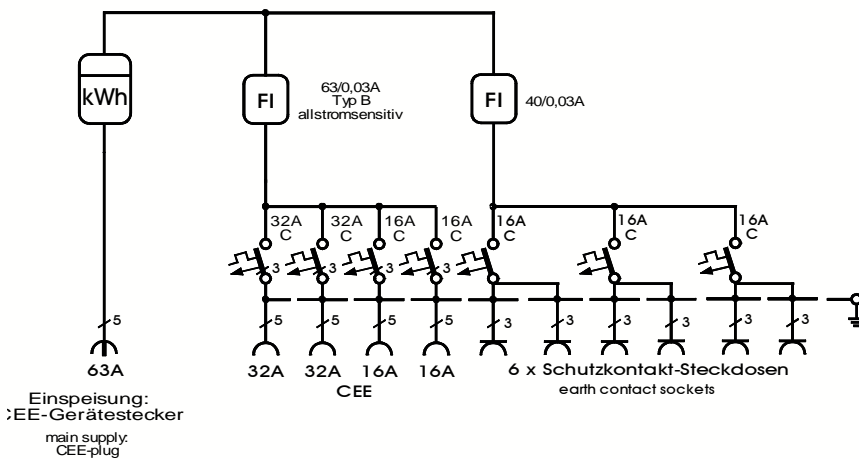 kWh
FI
63/0,03A
Typ B
allstromsensitiv
FI
40/0,03A
32A
C
32A
C
16A
C
16A
C
16A
C
16A
C
16A
C
3
3
3
3
5
5
5
5
5
3
3
3
3
3
3
63A
32A
32A
16A
16A
CEE
6 x Schutzkontakt-Steckdosen
earth contact sockets
Einspeisung:
CEE-Gerätestecker
main supply:
CEE-plug